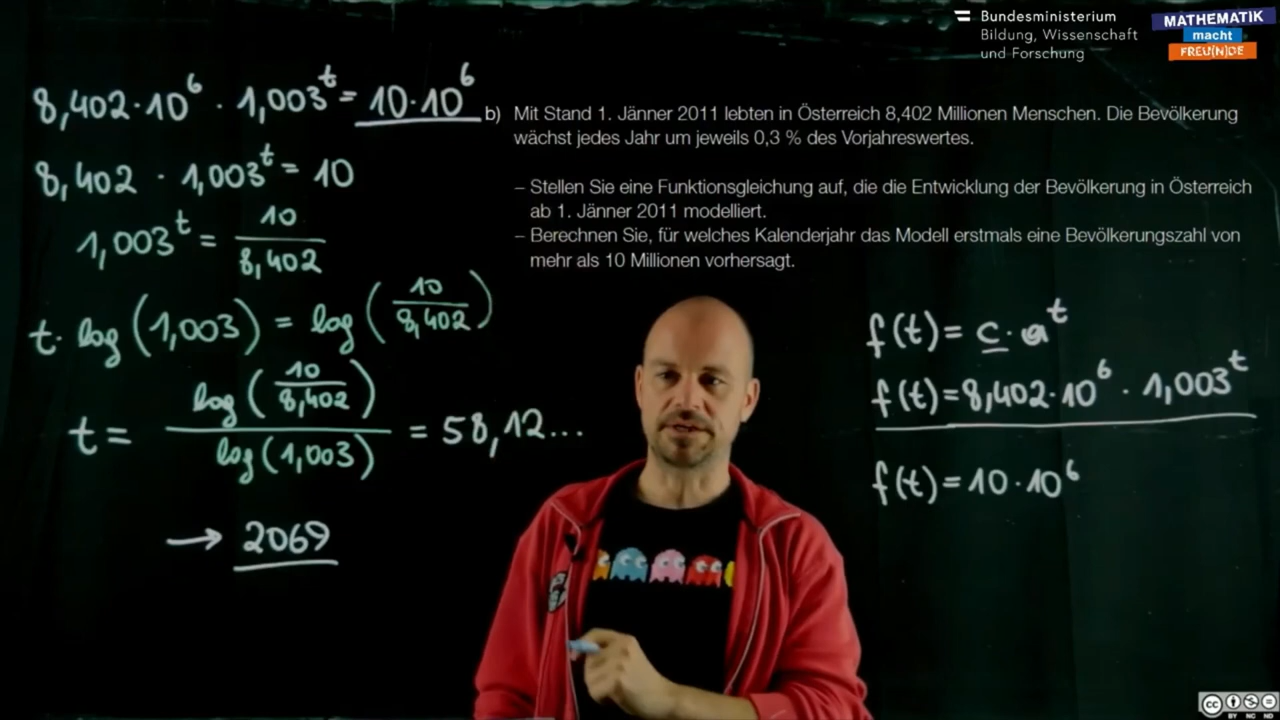 Bundesministerium
Bildung, Wissenschaft
und Forschung
MATHEMATIK
macht
FREU(N)DE
b) Mit Stand 1. Jänner 2011 lebten in Österreich 8,402 Millionen Menschen. Die Bevölkerung
wächst jedes Jahr um jeweils 0,3 % des Vorjahreswertes.
– Stellen Sie eine Funktionsgleichung auf, die die Entwicklung der Bevölkerung in Österreich
ab 1. Jänner 2011 modelliert.
– Berechnen Sie, für welches Kalenderjahr das Modell erstmals eine Bevölkerungszahl von
mehr als 10 Millionen vorhersagt.
8,402·10⁶ · 1,003ᵗ = 10·10⁶
8,402 · 1,003ᵗ = 10
1,003ᵗ = 10/8,402
t· log (1,003) = log (10/8,402)
t = log (10/8,402) / log (1,003) = 58,12...
→ 2069
f(t) = c · aᵗ
f(t) = 8,402·10⁶ · 1,003ᵗ
f(t) = 10·10⁶
cc
BY NC ND